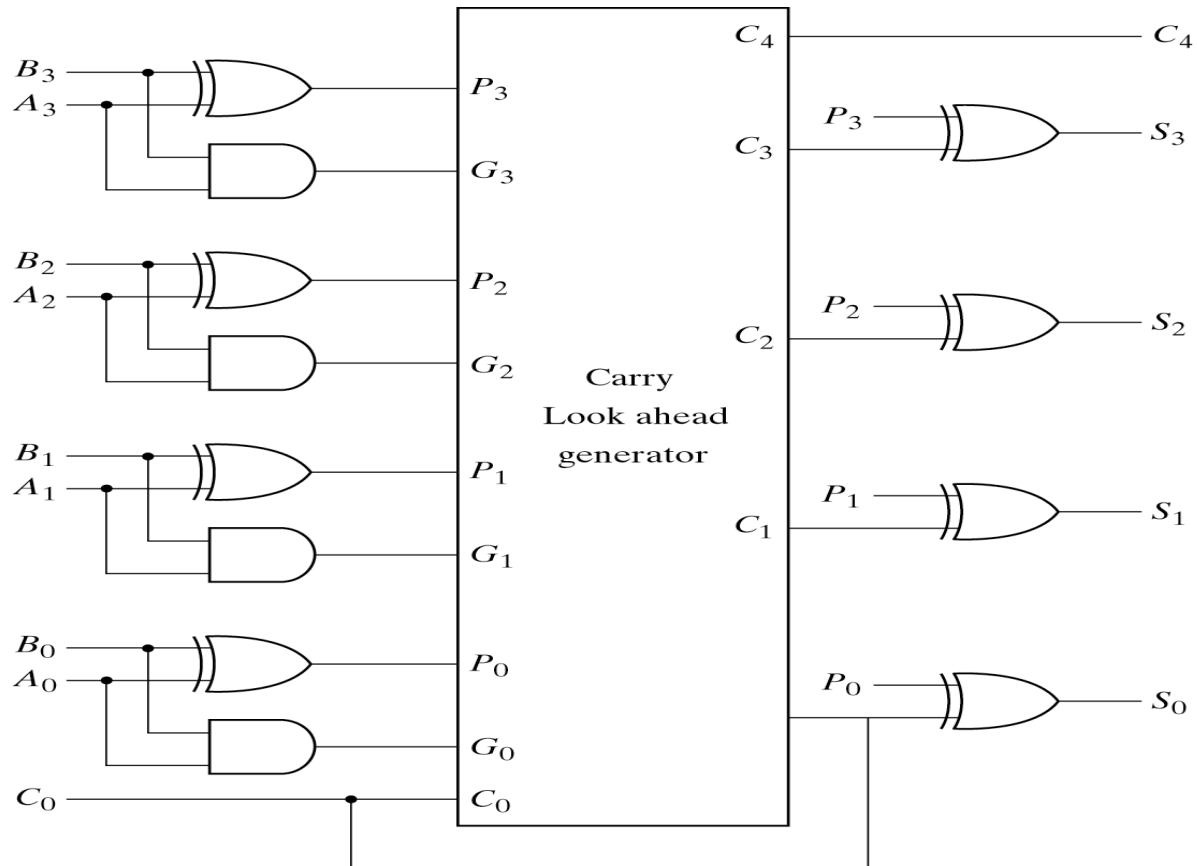 C₄
C₄
B₃
A₃
P₃
G₃
P₃
C₃
S₃
B₂
A₂
P₂
G₂
P₂
C₂
S₂
Carry
Look ahead
generator
B₁
A₁
P₁
G₁
P₁
C₁
S₁
B₀
A₀
P₀
G₀
P₀
S₀
C₀
C₀